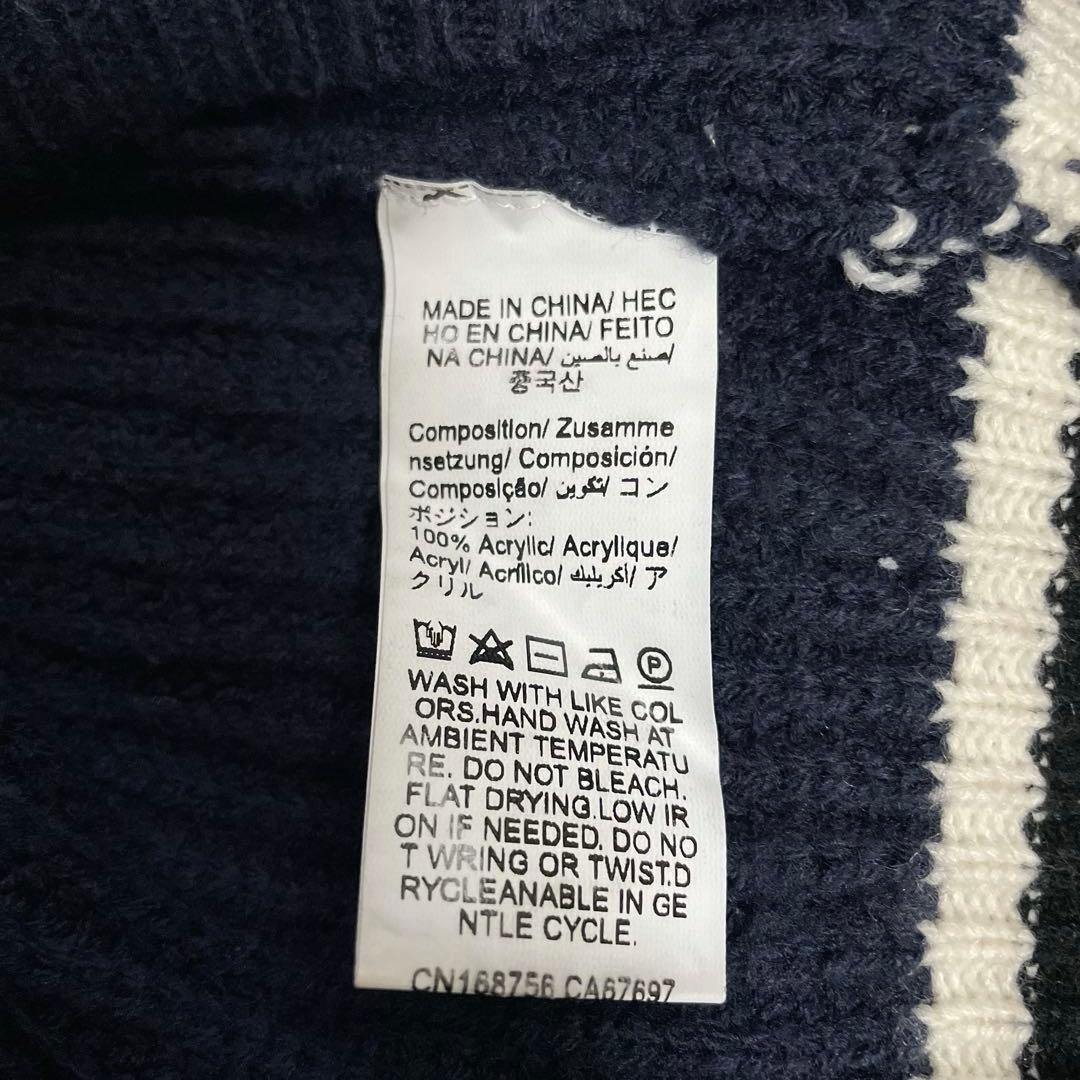 MADE IN CHINA/ HEC
HO EN CHINA/ FEITO
NA CHINA/ صنع بالصين/
중국산
Composition/ Zusamme
nsetzung/ Composición/
Composição/ تكوين/ コン
ポジション:
100% Acrylic/ Acrylique/
Acryl/ Acrílico/ أكريليك/ ア
クリル
P
WASH WITH LIKE COL
ORS.HAND WASH AT
AMBIENT TEMPERATU
RE. DO NOT BLEACH.
FLAT DRYING.LOW IR
ON IF NEEDED. DO NO
T WRING OR TWIST.D
RYCLEANABLE IN GE
NTLE CYCLE.
CN168756 CA67697